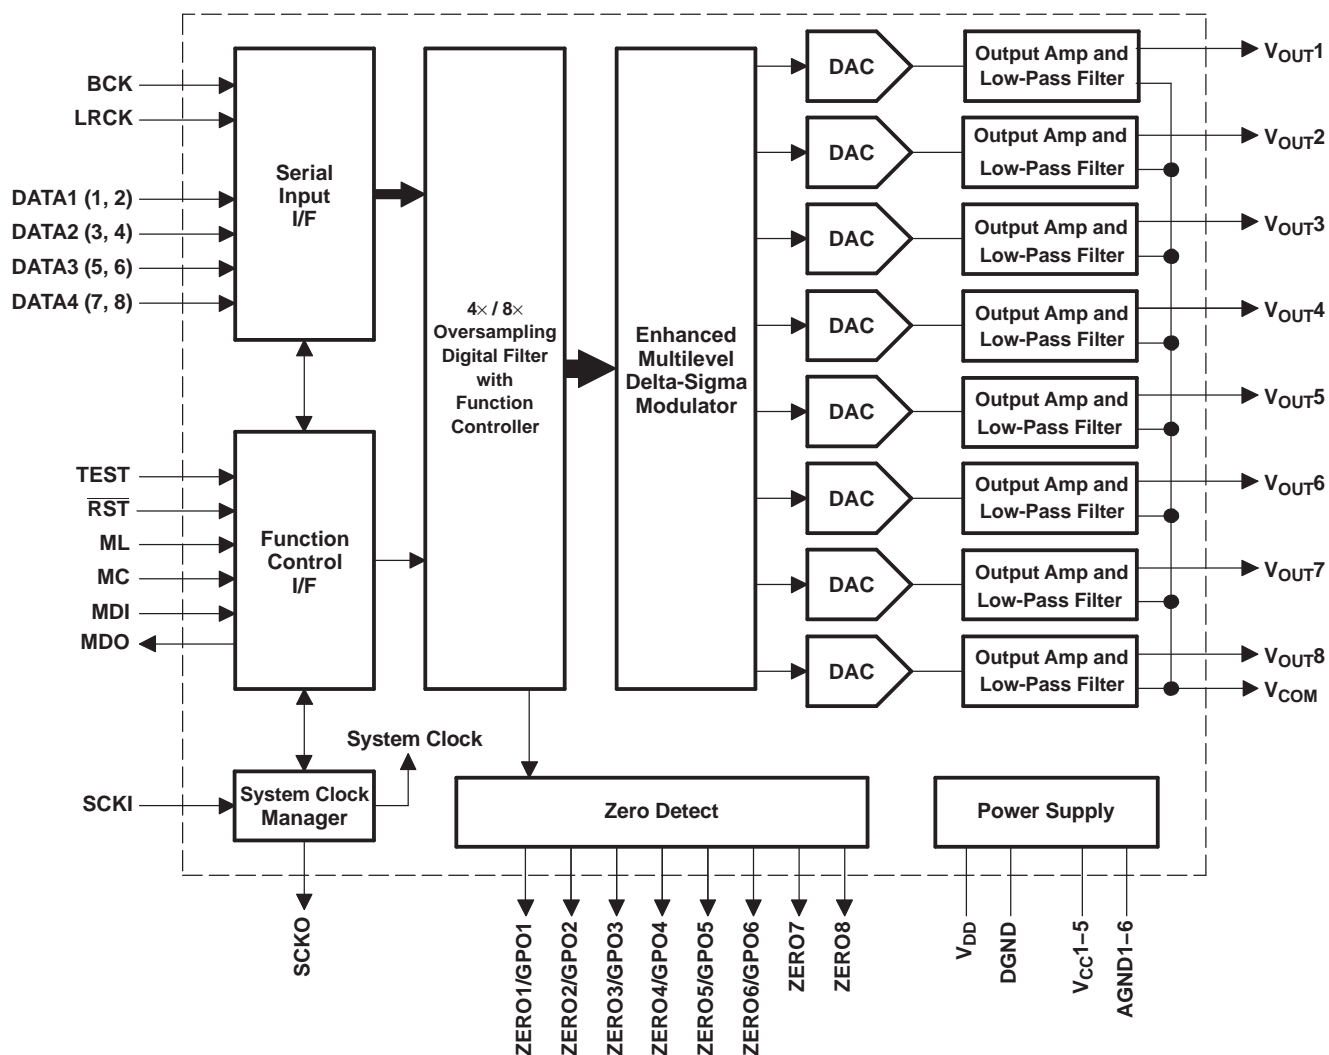 BCK
LRCK
DATA1 (1, 2)
DATA2 (3, 4)
DATA3 (5, 6)
DATA4 (7, 8)
Serial
Input
I/F
TEST
RST
ML
MC
MDI
MDO
Function
Control
I/F
SCKI
System Clock
Manager
System Clock
SCKO
4× / 8×
Oversampling
Digital Filter
with
Function
Controller
Enhanced
Multilevel
Delta-Sigma
Modulator
DAC
Output Amp and
Low-Pass Filter
VOUT1
DAC
Output Amp and
Low-Pass Filter
VOUT2
DAC
Output Amp and
Low-Pass Filter
VOUT3
DAC
Output Amp and
Low-Pass Filter
VOUT4
DAC
Output Amp and
Low-Pass Filter
VOUT5
DAC
Output Amp and
Low-Pass Filter
VOUT6
DAC
Output Amp and
Low-Pass Filter
VOUT7
DAC
Output Amp and
Low-Pass Filter
VOUT8
VCOM
Zero Detect
ZERO1/GPO1
ZERO2/GPO2
ZERO3/GPO3
ZERO4/GPO4
ZERO5/GPO5
ZERO6/GPO6
ZERO7
ZERO8
Power Supply
VDD
DGND
VCC1–5
AGND1–6